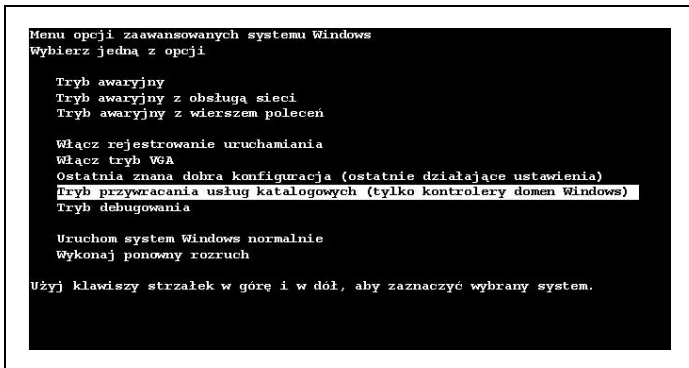 Menu opcji zaawansowanych systemu Windows
Wybierz jedną z opcji
Tryb awaryjny
Tryb awaryjny z obsługą sieci
Tryb awaryjny z wierszem poleceń
Włącz rejestrowanie uruchamiania
Włącz tryb VGA
Ostatnia znana dobra konfiguracja (ostatnie działające ustawienia)
Tryb przywracania usług katalogowych (tylko kontrolery domen Windows)
Tryb debugowania
Uruchom system Windows normalnie
Wykonaj ponowny rozruch
Użyj klawiszy strzałek w górę i w dół, aby zaznaczyć wybrany system.